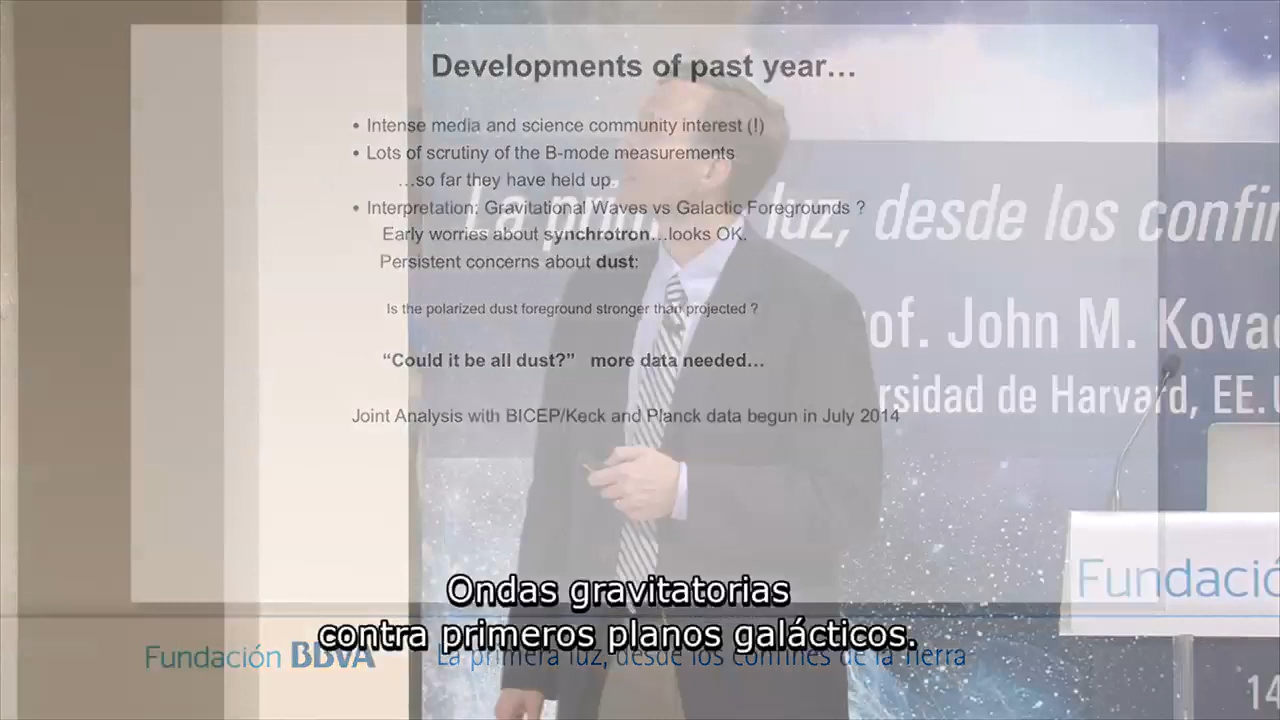 Developments of past year…
• Intense media and science community interest (!)
• Lots of scrutiny of the B-mode measurements
…so far they have held up.
• Interpretation: Gravitational Waves vs Galactic Foregrounds ?
Early worries about synchrotron…looks OK.
Persistent concerns about dust:
Is the polarized dust foreground stronger than projected ?
“Could it be all dust?” more data needed…
Joint Analysis with BICEP/Keck and Planck data begun in July 2014
luz, desde los confin
of. John M. Kovac
rsidad de Harvard, EE.
Fundació
14
Ondas gravitatorias
contra primeros planos galácticos.
Fundación BBVA
La primera luz, desde los confines de la Tierra